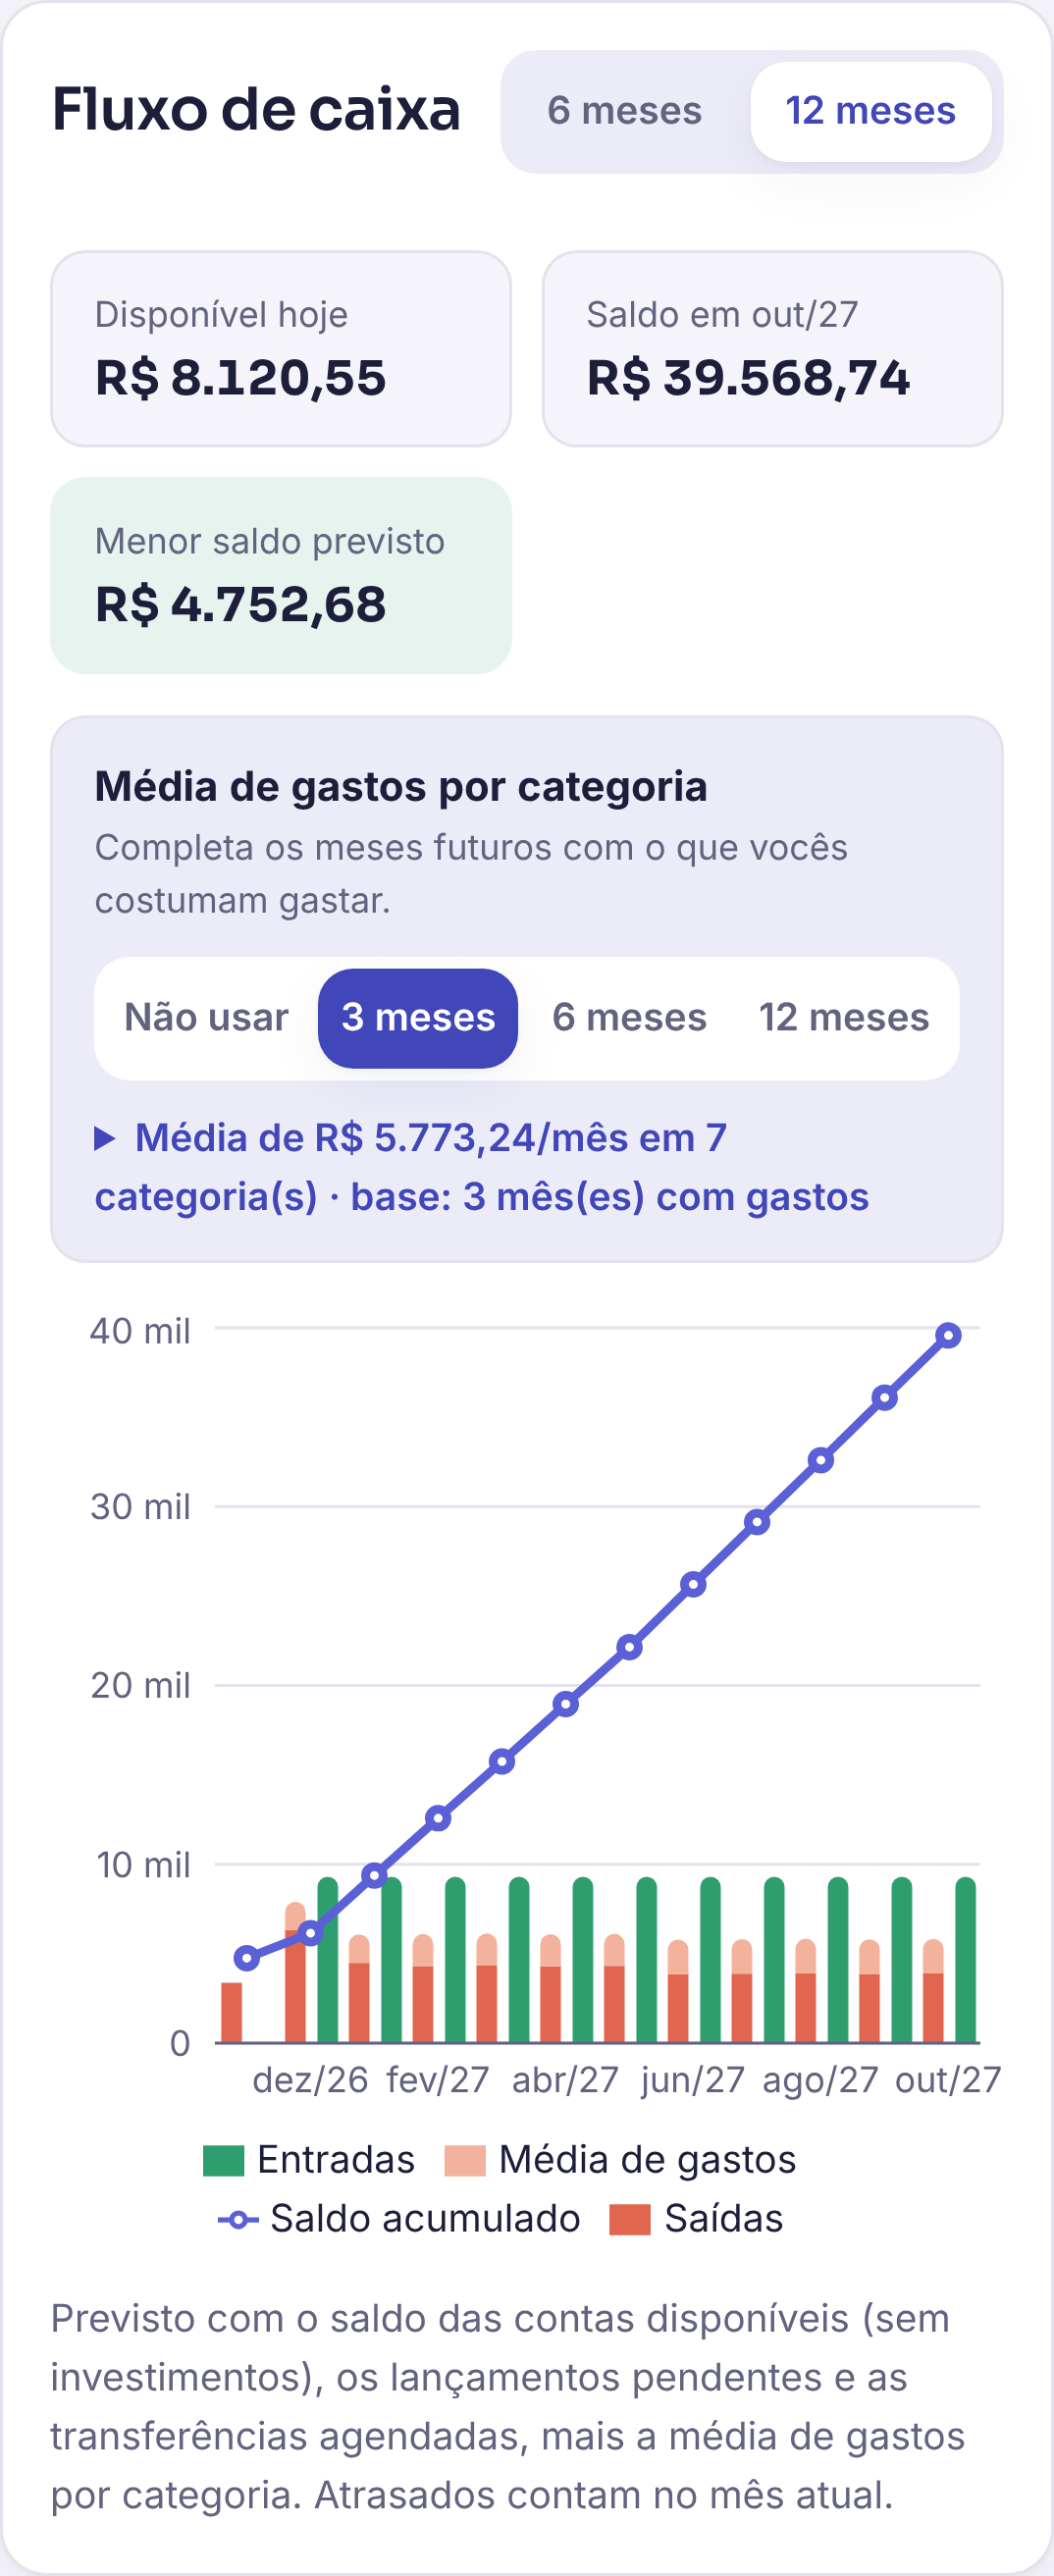 Fluxo de caixa
6 meses
12 meses
Disponível hoje
R$ 8.120,55
Saldo em out/27
R$ 39.568,74
Menor saldo previsto
R$ 4.752,68
Média de gastos por categoria
Completa os meses futuros com o que vocês
costumam gastar.
Não usar
3 meses
6 meses
12 meses
Média de R$ 5.773,24/mês em 7
categoria(s) · base: 3 mês(es) com gastos
40 mil
30 mil
20 mil
10 mil
0
dez/26
fev/27
abr/27
jun/27
ago/27
out/27
Entradas
Média de gastos
Saldo acumulado
Saídas
Previsto com o saldo das contas disponíveis (sem
investimentos), os lançamentos pendentes e as
transferências agendadas, mais a média de gastos
por categoria. Atrasados contam no mês atual.